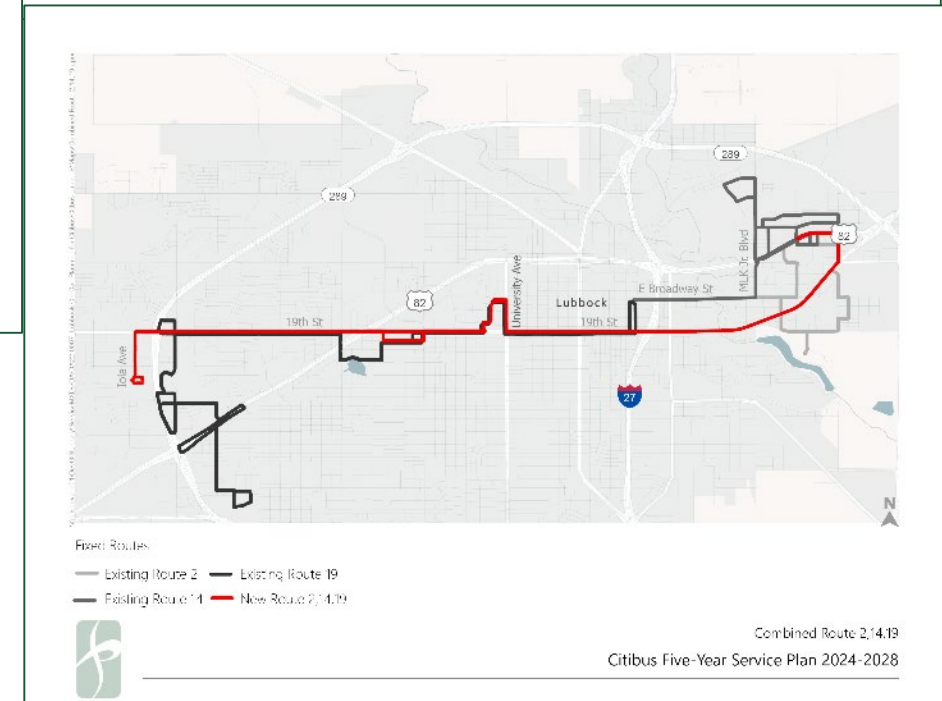 289
289
MLK Jr. Blvd
82
E Broadway St
University Ave
Lubbock
82
19th St
19th St
Iola Ave
27
N
Fixed Routes
Existing Route 2
Existing Route 19
Existing Route 14
New Route 2,14,19
Combined Route 2,14,19
Citibus Five-Year Service Plan 2024-2028